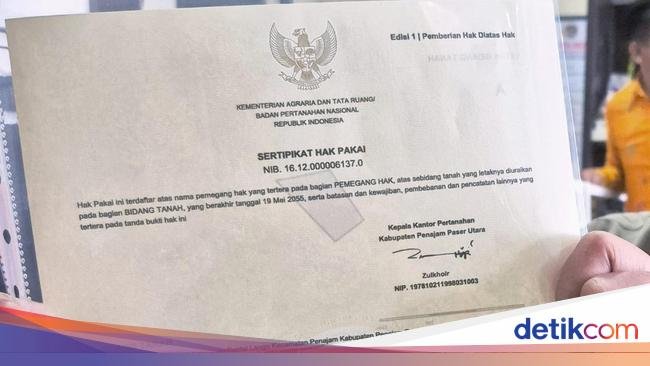 Edisi 1 | Pemberian Hak Diatas Hak
KEMENTERIAN AGRARIA DAN TATA RUANG/
BADAN PERTANAHAN NASIONAL
REPUBLIK INDONESIA
SERTIPIKAT HAK PAKAI
NIB. 16.12.000006137.0
Hak Pakai ini terdaftar atas nama pemegang hak yang tertera pada bagian PEMEGANG HAK, atas sebidang tanah yang letaknya diuraikan
pada bagian BIDANG TANAH, yang berakhir tanggal 19 Mei 2055, serta batasan dan kewajiban, pembebanan dan pencatatan lainnya yang
tertera pada tanda bukti hak ini
Kepala Kantor Pertanahan
Kabupaten Penajam Paser Utara
Zulkhoir
NIP. 197810211998031003
Kecamatan Penajam Kabupaten
detikcom